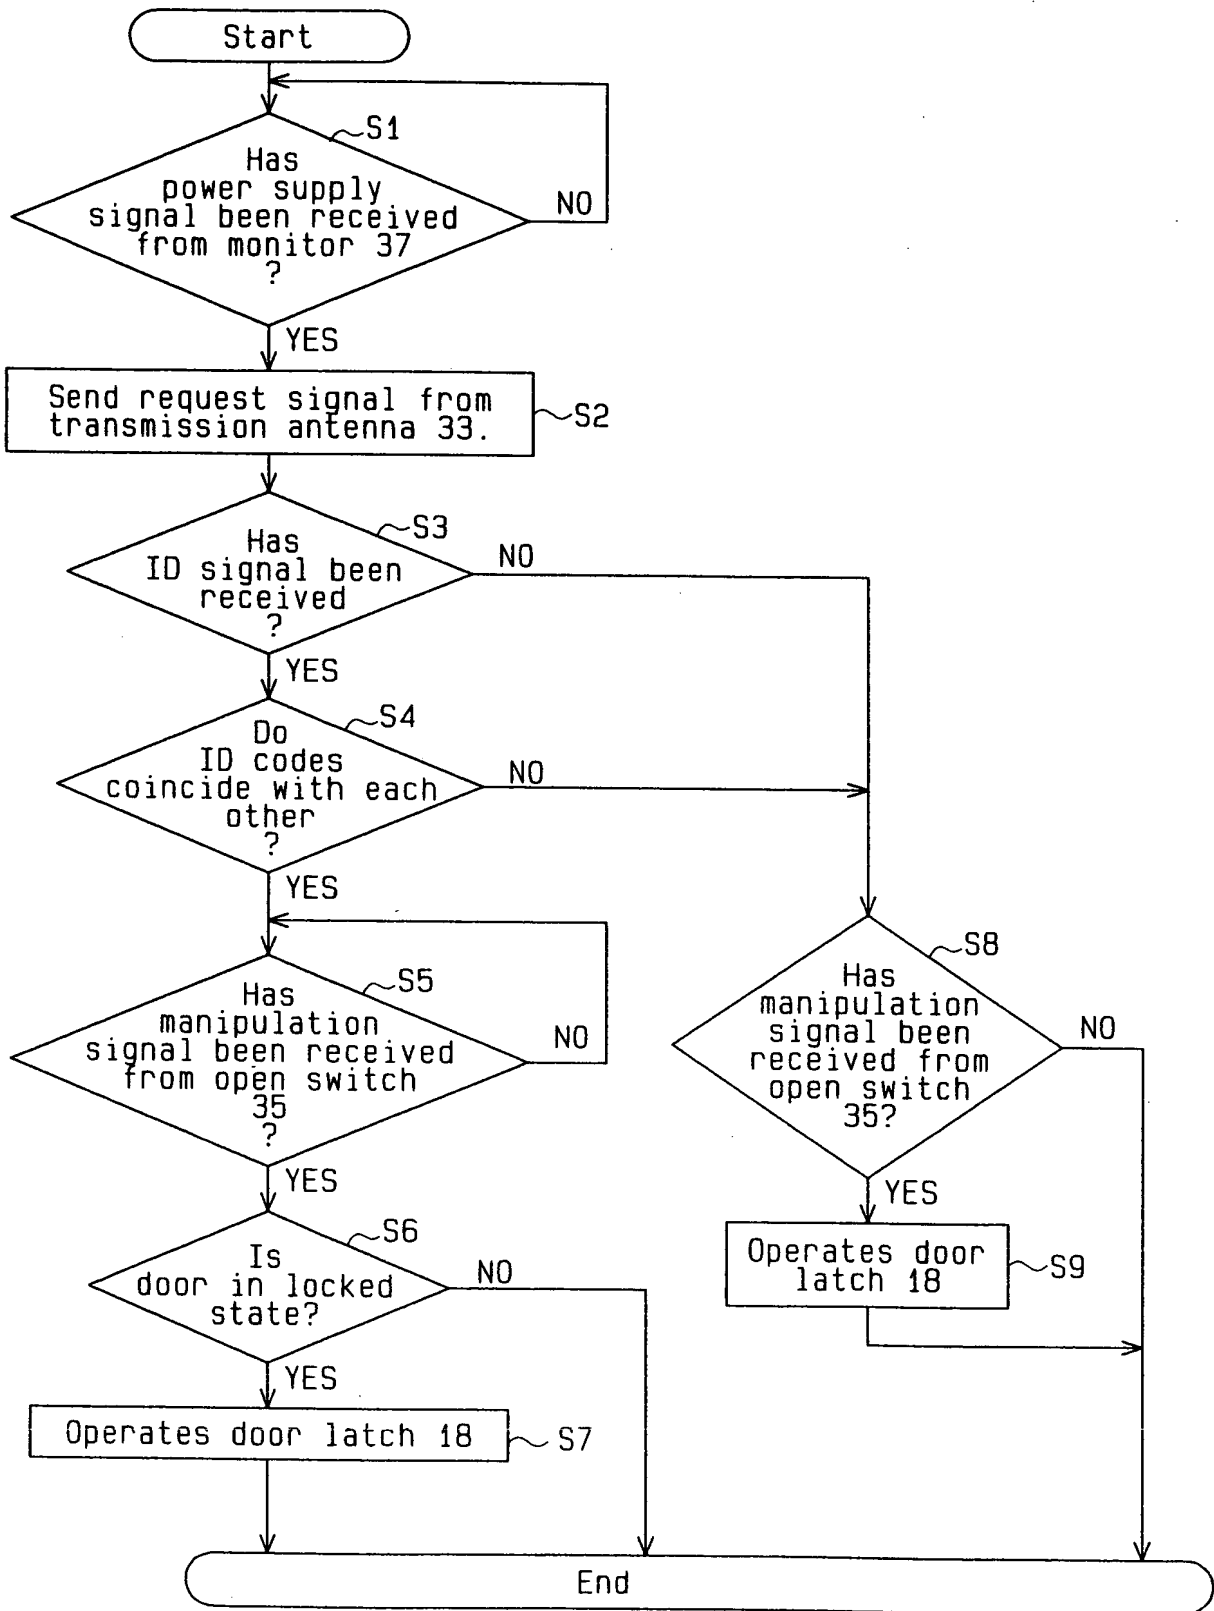 Start
S1
Has
power supply
signal been received
from monitor 37
?
NO
YES
Send request signal from
transmission antenna 33.
S2
S3
Has
ID signal been
received
?
NO
YES
S4
Do
ID codes
coincide with each
other
?
NO
YES
S5
Has
manipulation
signal been received
from open switch
35
?
NO
YES
S6
Is
door in locked
state?
NO
YES
Operates door latch 18
S7
S8
Has
manipulation
signal been
received from
open switch
35?
NO
YES
Operates door
latch 18
S9
End